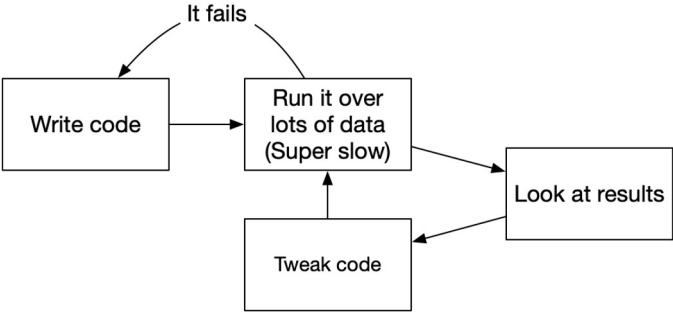 It fails
Write code
Run it over
lots of data
(Super slow)
Look at results
Tweak code